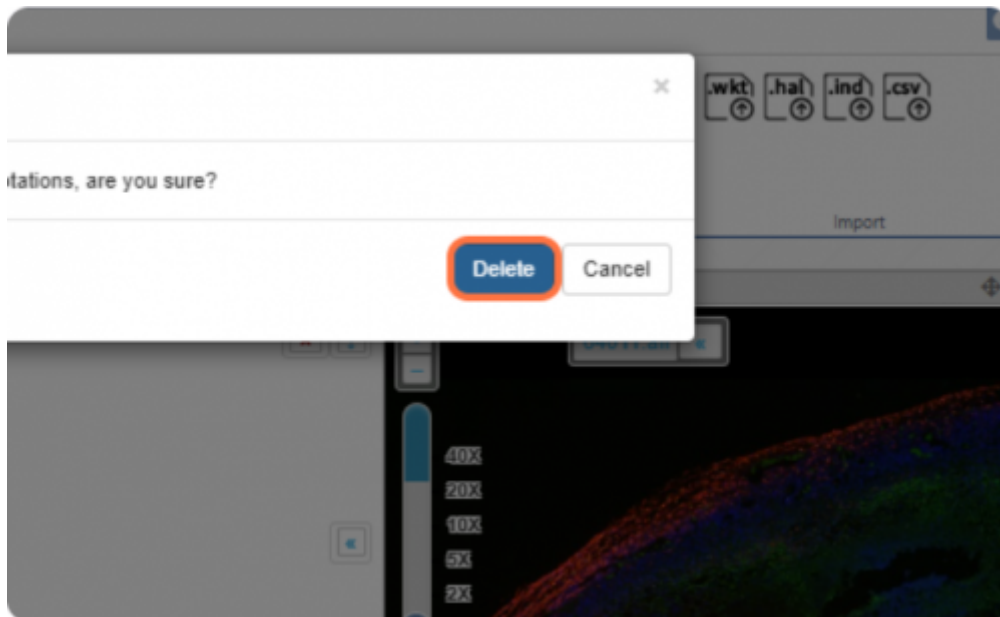 ×
.wkt .hal .ind .csv
tations, are you sure?
Import
Delete Cancel
40X
20X
10X
5X
2X